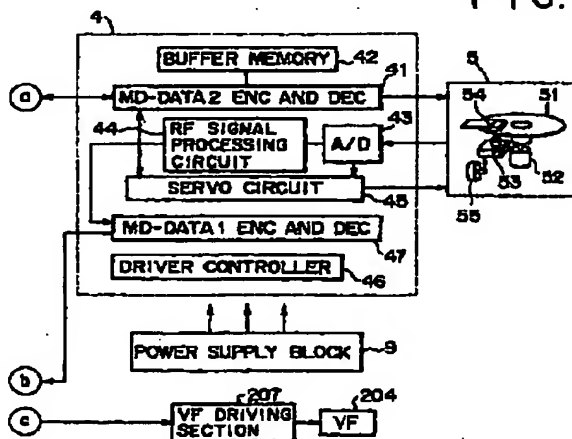 FIG.
4
BUFFER MEMORY
42
41
a
MD-DATA2 ENC AND DEC
5
54
51
44
RF SIGNAL
PROCESSING
CIRCUIT
43
A/D
52
53
55
SERVO CIRCUIT
45
MD-DATA1 ENC AND DEC
47
DRIVER CONTROLLER
46
POWER SUPPLY BLOCK
9
b
c
207
VF DRIVING
SECTION
204
VF